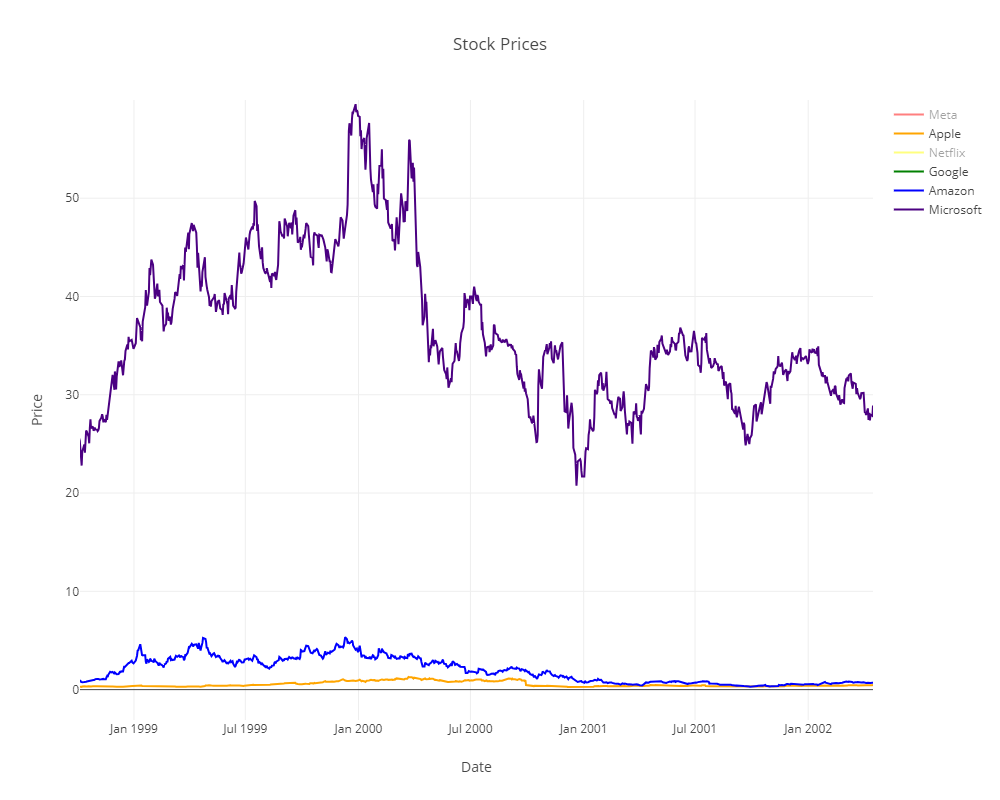 Stock Prices
Meta
Apple
Netflix
Google
Amazon
Microsoft
Price
50
40
30
20
10
0
Jan 1999
Jul 1999
Jan 2000
Jul 2000
Jan 2001
Jul 2001
Jan 2002
Date